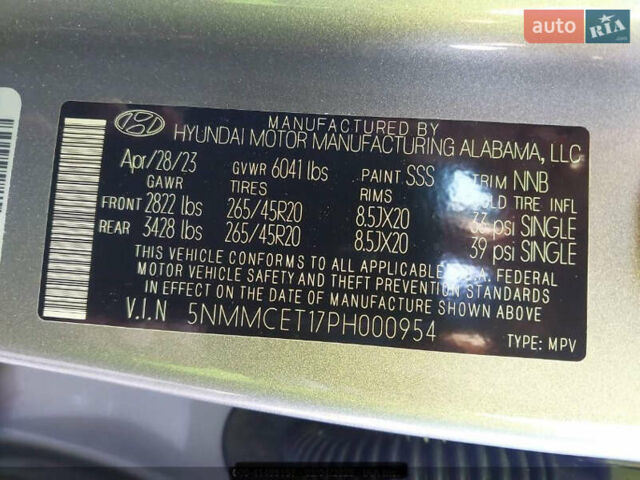 AUTO RIA .com
MANUFACTURED BY
HYUNDAI MOTOR MANUFACTURING ALABAMA, LLC
Apr/28/23 GVWR 6041 lbs PAINT SSS TRIM NNB
GAWR TIRES RIMS COLD TIRE INFL
FRONT 2822 lbs 265/45R20 8.5JX20 33 psi SINGLE
REAR 3428 lbs 265/45R20 8.5JX20 39 psi SINGLE
THIS VEHICLE CONFORMS TO ALL APPLICABLE U.S.A. FEDERAL
MOTOR VEHICLE SAFETY AND THEFT PREVENTION STANDARDS
IN EFFECT ON THE DATE OF MANUFACTURE SHOWN ABOVE
V.I.N 5NMMCET17PH000954
TYPE: MPV